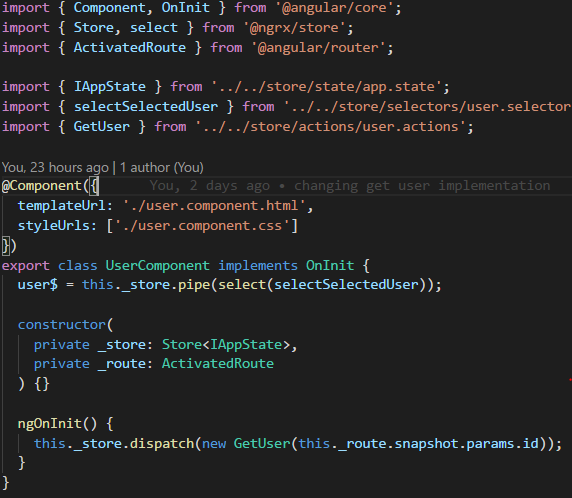 import { Component, OnInit } from '@angular/core';
import { Store, select } from '@ngrx/store';
import { ActivatedRoute } from '@angular/router';
import { IAppState } from '../../store/state/app.state';
import { selectSelectedUser } from '../../store/selectors/user.selector
import { GetUser } from '../../store/actions/user.actions';
You, 23 hours ago | 1 author (You)
@Component({ You, 2 days ago • changing get user implementation
templateUrl: './user.component.html',
styleUrls: ['./user.component.css']
})
export class UserComponent implements OnInit {
user$ = this._store.pipe(select(selectSelectedUser));
constructor(
private _store: Store<IAppState>,
private _route: ActivatedRoute
) {}
ngOnInit() {
this._store.dispatch(new GetUser(this._route.snapshot.params.id));
}
}